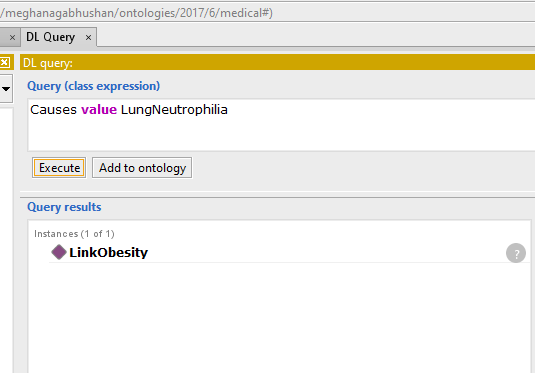 /meghanagabhushan/ontologies/2017/6/medical#)
× DL Query ×
DL query:
Query (class expression)
Causes value LungNeutrophilia
Execute Add to ontology
Query results
Instances (1 of 1)
LinkObesity ?